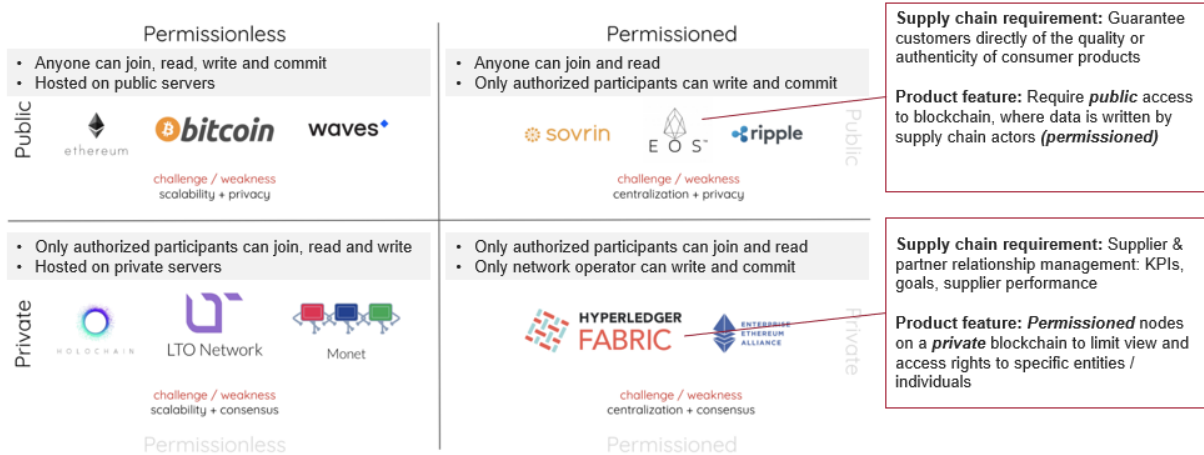 Permissionless
• Anyone can join, read, write and commit
• Hosted on public servers
Public
ethereum
bitcoin
waves
challenge / weakness
scalability + privacy
Permissioned
• Anyone can join and read
• Only authorized participants can write and commit
sovrin
EOS™
ripple
Public
challenge / weakness
centralization + privacy
Supply chain requirement: Guarantee
customers directly of the quality or
authenticity of consumer products
Product feature: Require public access
to blockchain, where data is written by
supply chain actors (permissioned)
• Only authorized participants can join, read and write
• Hosted on private servers
Private
HOLOCHAIN
LTO Network
Monet
challenge / weakness
scalability + consensus
Permissionless
• Only authorized participants can join and read
• Only network operator can write and commit
HYPERLEDGER
FABRIC
ENTERPRISE
ETHEREUM
ALLIANCE
Private
challenge / weakness
centralization + consensus
Permissioned
Supply chain requirement: Supplier &
partner relationship management: KPIs,
goals, supplier performance
Product feature: Permissioned nodes
on a private blockchain to limit view and
access rights to specific entities /
individuals